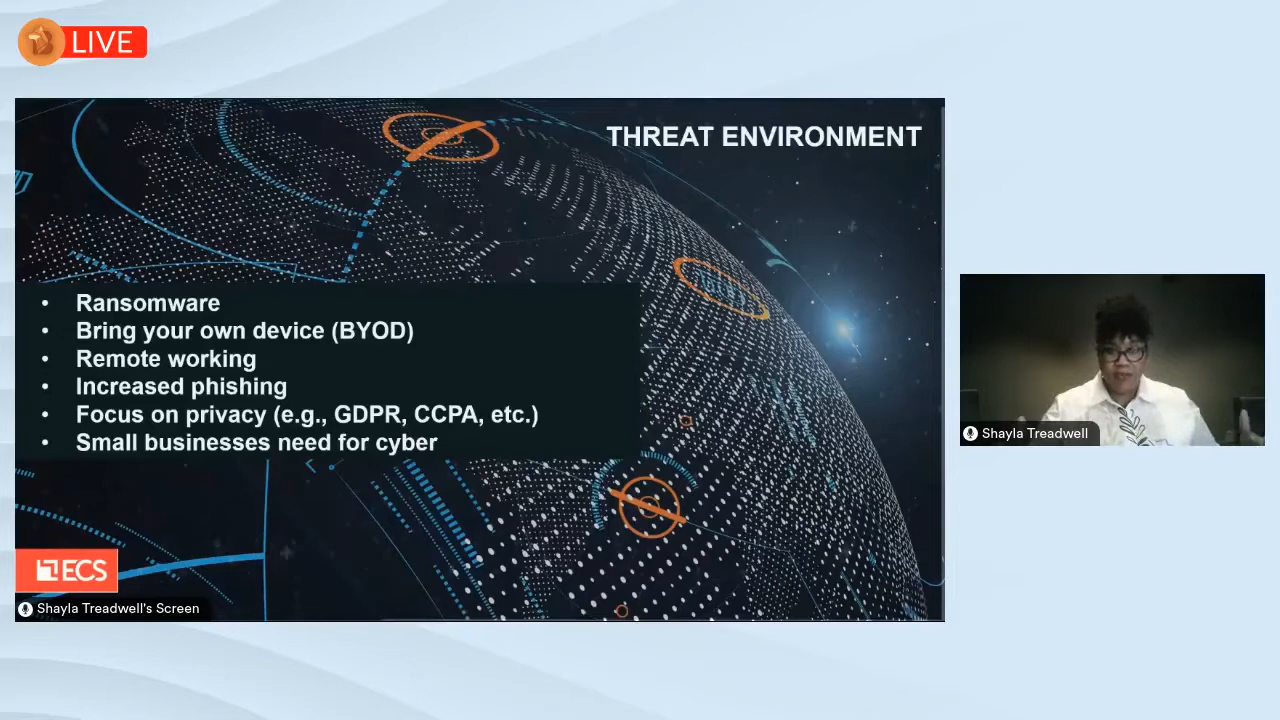 LIVE
THREAT ENVIRONMENT
• Ransomware
• Bring your own device (BYOD)
• Remote working
• Increased phishing
• Focus on privacy (e.g., GDPR, CCPA, etc.)
• Small businesses need for cyber
ECS
Shayla Treadwell's Screen
Shayla Treadwell